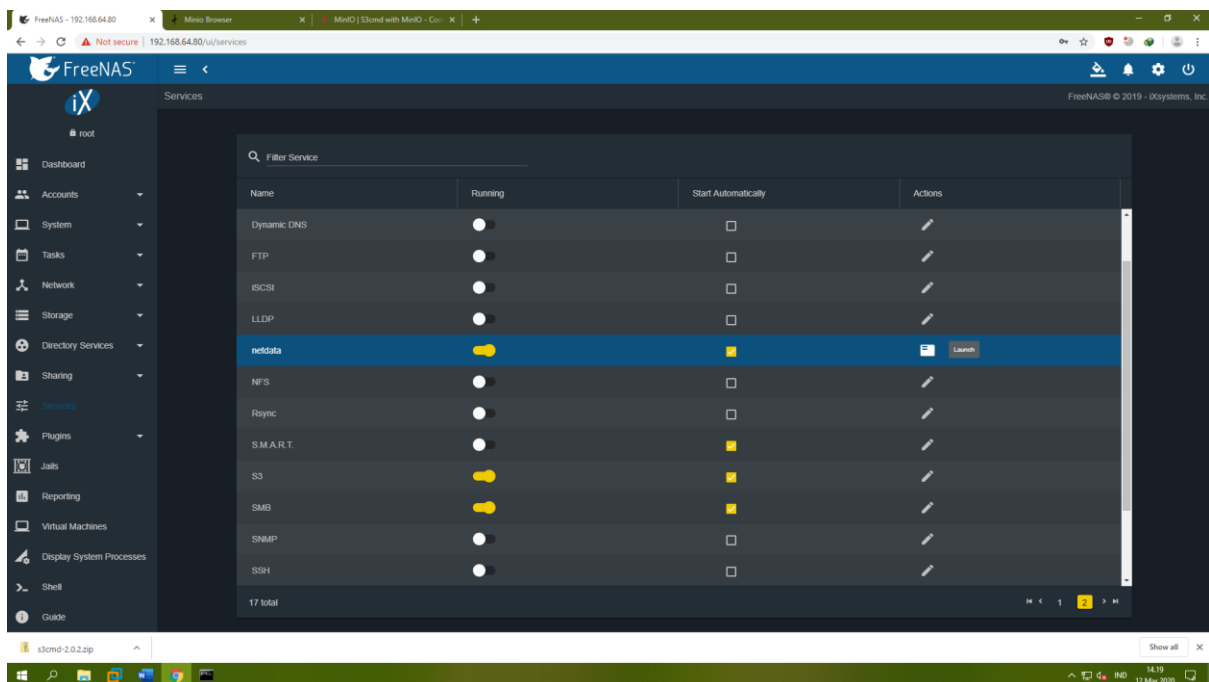 FreeNAS - 192.168.64.80
Minio Browser
MinIO | S3cmd with MinIO - Coo
Not secure | 192.168.64.80/ui/services
FreeNAS
iX
root
Services
FreeNAS® © 2019 - iXsystems, Inc.
Dashboard
Accounts
System
Tasks
Network
Storage
Directory Services
Sharing
Services
Plugins
Jails
Reporting
Virtual Machines
Display System Processes
Shell
Guide
Filter Service
Name Running Start Automatically Actions
Dynamic DNS
FTP
iSCSI
LLDP
netdata Launch
NFS
Rsync
S.M.A.R.T.
S3
SMB
SNMP
SSH
17 total 1 2
s3cmd-2.0.2.zip Show all
IND 14.19
12 Mar 2020